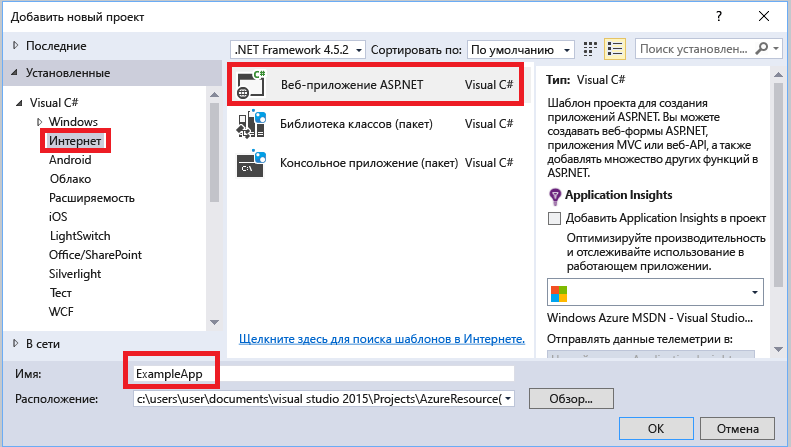 Добавить новый проект
Последние
.NET Framework 4.5.2
Сортировать по:
По умолчанию
Поиск установлен...
Установленные
Visual C#
Windows
Интернет
Android
Облако
Расширяемость
iOS
LightSwitch
Office/SharePoint
Silverlight
Тест
WCF
В сети
Веб-приложение ASP.NET Visual C#
Библиотека классов (пакет) Visual C#
Консольное приложение (пакет) Visual C#
Щелкните здесь для поиска шаблонов в Интернете.
Тип: Visual C#
Шаблон проекта для создания
приложений ASP.NET. Вы можете
создавать веб-формы ASP.NET,
приложения MVC или веб-API, а также
добавлять множество других функций в
ASP.NET.
Application Insights
Добавить Application Insights в проект
Оптимизируйте производительность
и отслеживайте использование в
работающем приложении.
Windows Azure MSDN - Visual Studio...
Отправлять данные телеметрии в:
Имя: ExampleApp
Расположение: c:\users\user\documents\visual studio 2015\Projects\AzureResource(
Обзор...
OK
Отмена